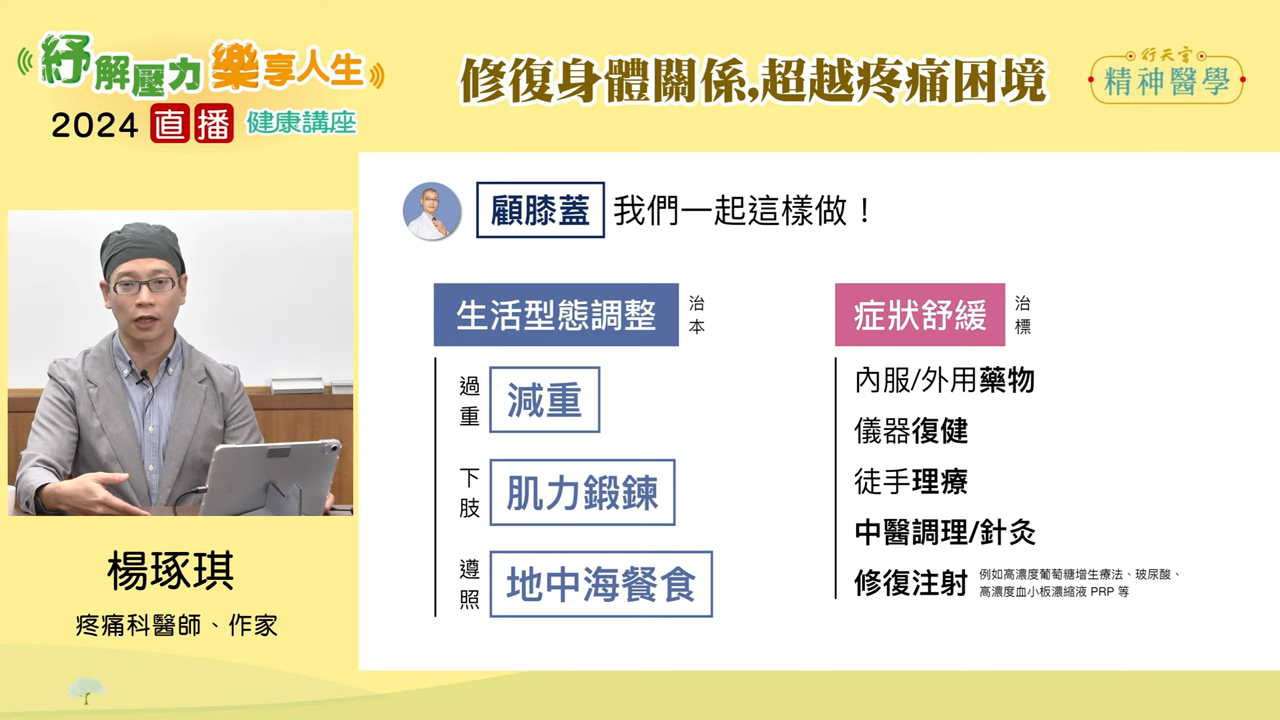 紓解壓力 樂享人生
2024 直播 健康講座
修復身體關係,超越疼痛困境
行天宮
精神醫學
顧膝蓋 我們一起這樣做！
生活型態調整 治本
過重 減重
下肢 肌力鍛鍊
遵照 地中海餐食
症狀舒緩 治標
內服/外用藥物
儀器復健
徒手理療
中醫調理/針灸
修復注射 例如高濃度葡萄糖增生療法、玻尿酸、
高濃度血小板濃縮液 PRP 等
楊琢琪
疼痛科醫師、作家